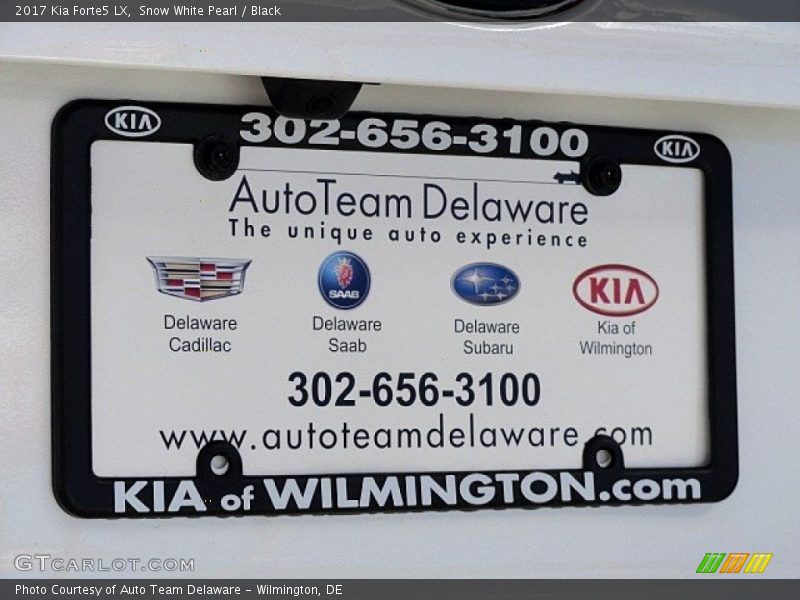 2017 Kia Forte5 LX, Snow White Pearl / Black
KIA 302-656-3100 KIA
AutoTeam Delaware
The unique auto experience
SAAB KIA
Delaware Cadillac
Delaware Saab
Delaware Subaru
Kia of Wilmington
302-656-3100
www.autoteamdelaware.com
KIA of WILMINGTON.com
GTCARLOT.COM
Photo Courtesy of Auto Team Delaware - Wilmington, DE